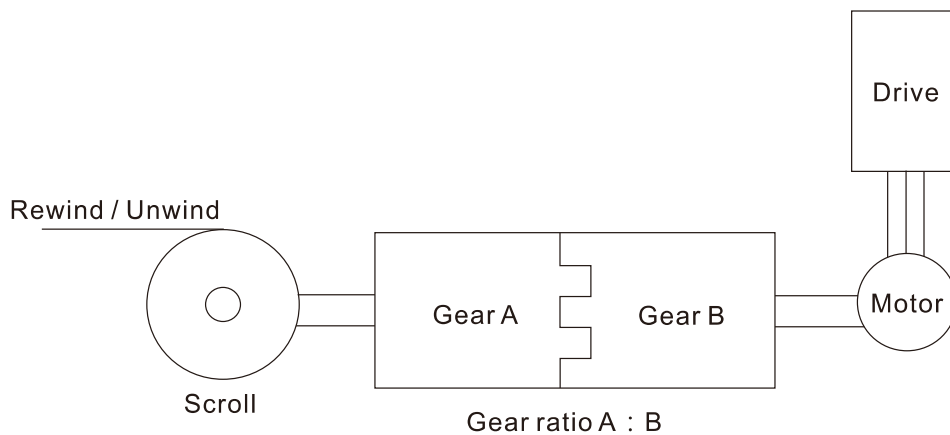 Drive
Rewind / Unwind
Gear A
Gear B
Motor
Scroll
Gear ratio A : B